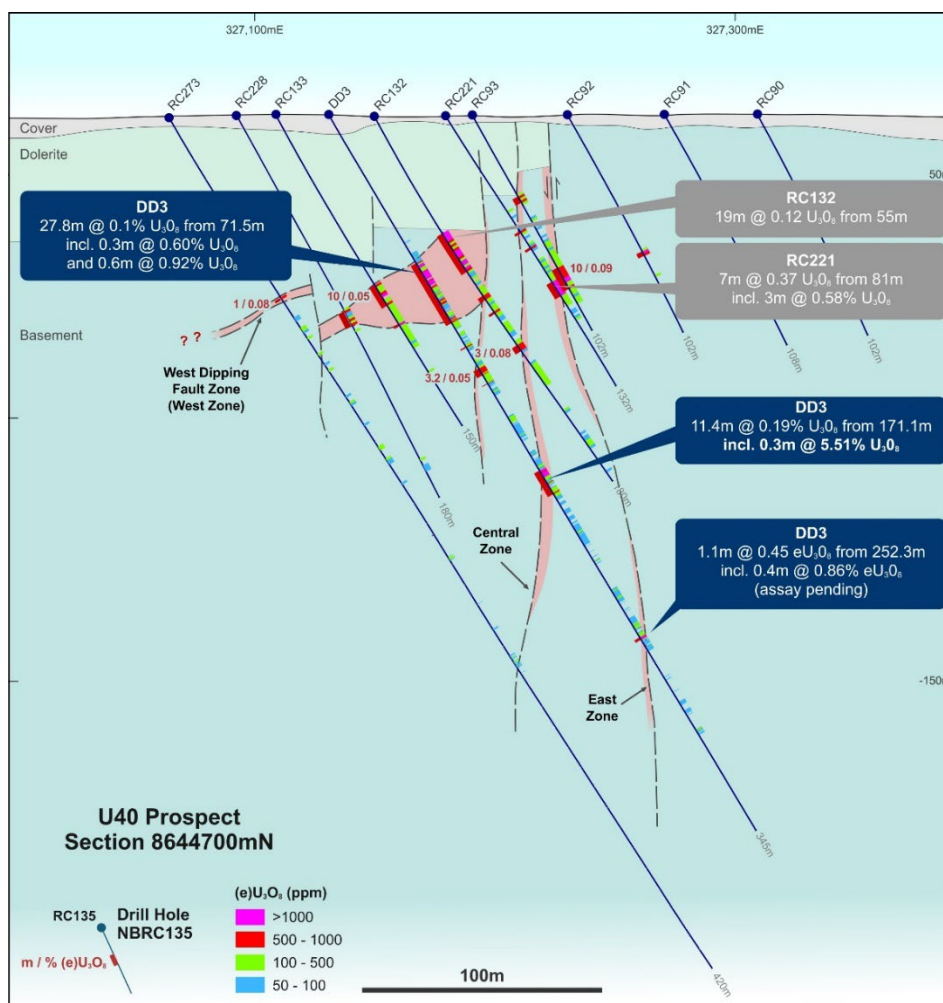 327,100mE
327,300mE
RC273
RC228
RC133
DD3
RC132
RC221
RC93
RC92
RC91
RC90
Cover
Dolerite
50m
DD3
27.8m @ 0.1% U₃0₈ from 71.5m
incl. 0.3m @ 0.60% U₃0₈
and 0.6m @ 0.92% U₃0₈
RC132
19m @ 0.12 U₃0₈ from 55m
RC221
7m @ 0.37 U₃0₈ from 81m
incl. 3m @ 0.58% U₃0₈
10 / 0.09
1 / 0.08
10 / 0.05
Basement
? ?
West Dipping
Fault Zone
(West Zone)
3 / 0.08
3.2 / 0.05
102m
102m
108m
102m
132m
150m
180m
180m
DD3
11.4m @ 0.19% U₃0₈ from 171.1m
incl. 0.3m @ 5.51% U₃0₈
Central
Zone
DD3
1.1m @ 0.45 eU₃0₈ from 252.3m
incl. 0.4m @ 0.86% eU₃0₈
(assay pending)
-150m
East
Zone
345m
420m
U40 Prospect
Section 8644700mN
RC135
Drill Hole
NBRC135
m / % (e)U₃O₈
(e)U₃O₈ (ppm)
>1000
500 - 1000
100 - 500
50 - 100
100m